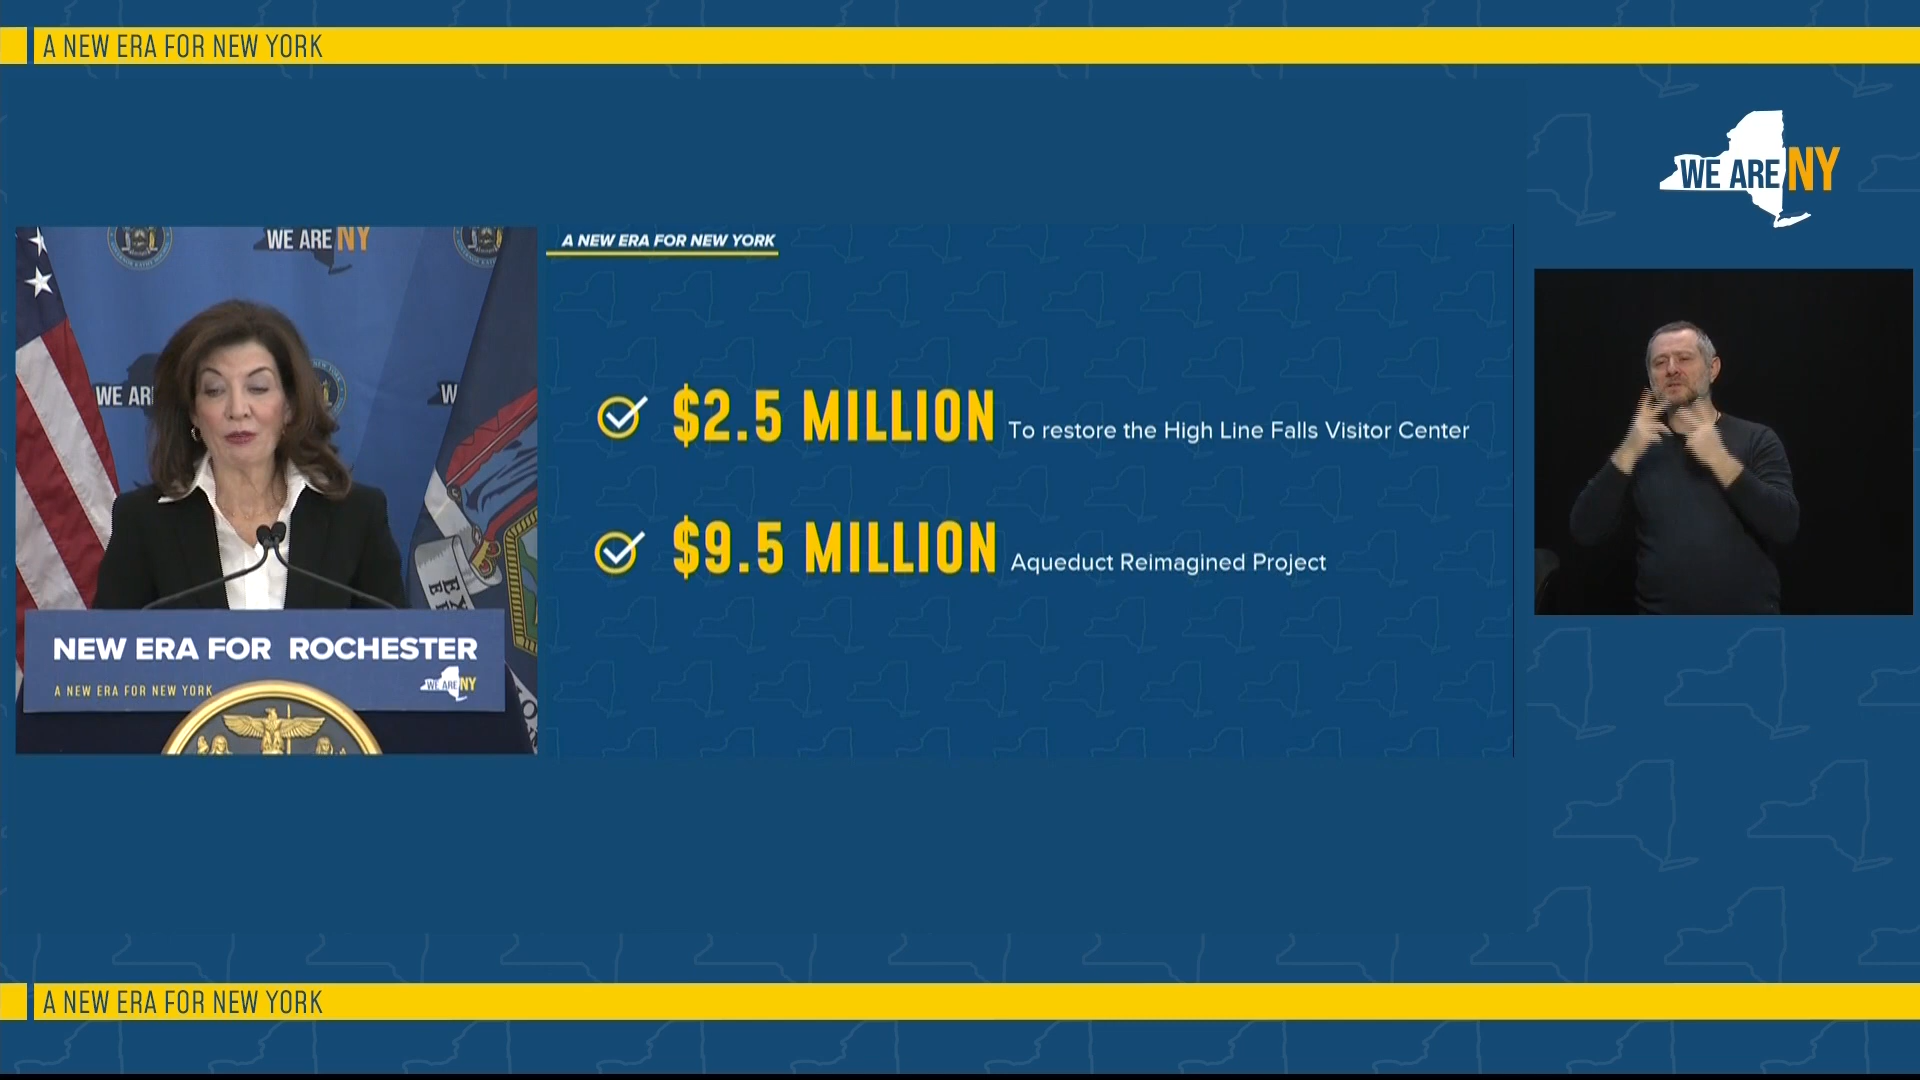 A NEW ERA FOR NEW YORK
WE ARE NY
WE ARE NY
A NEW ERA FOR NEW YORK
$2.5 MILLION To restore the High Line Falls Visitor Center
$9.5 MILLION Aqueduct Reimagined Project
WE AR
W
NEW ERA FOR ROCHESTER
A NEW ERA FOR NEW YORK
WE ARE NY
A NEW ERA FOR NEW YORK